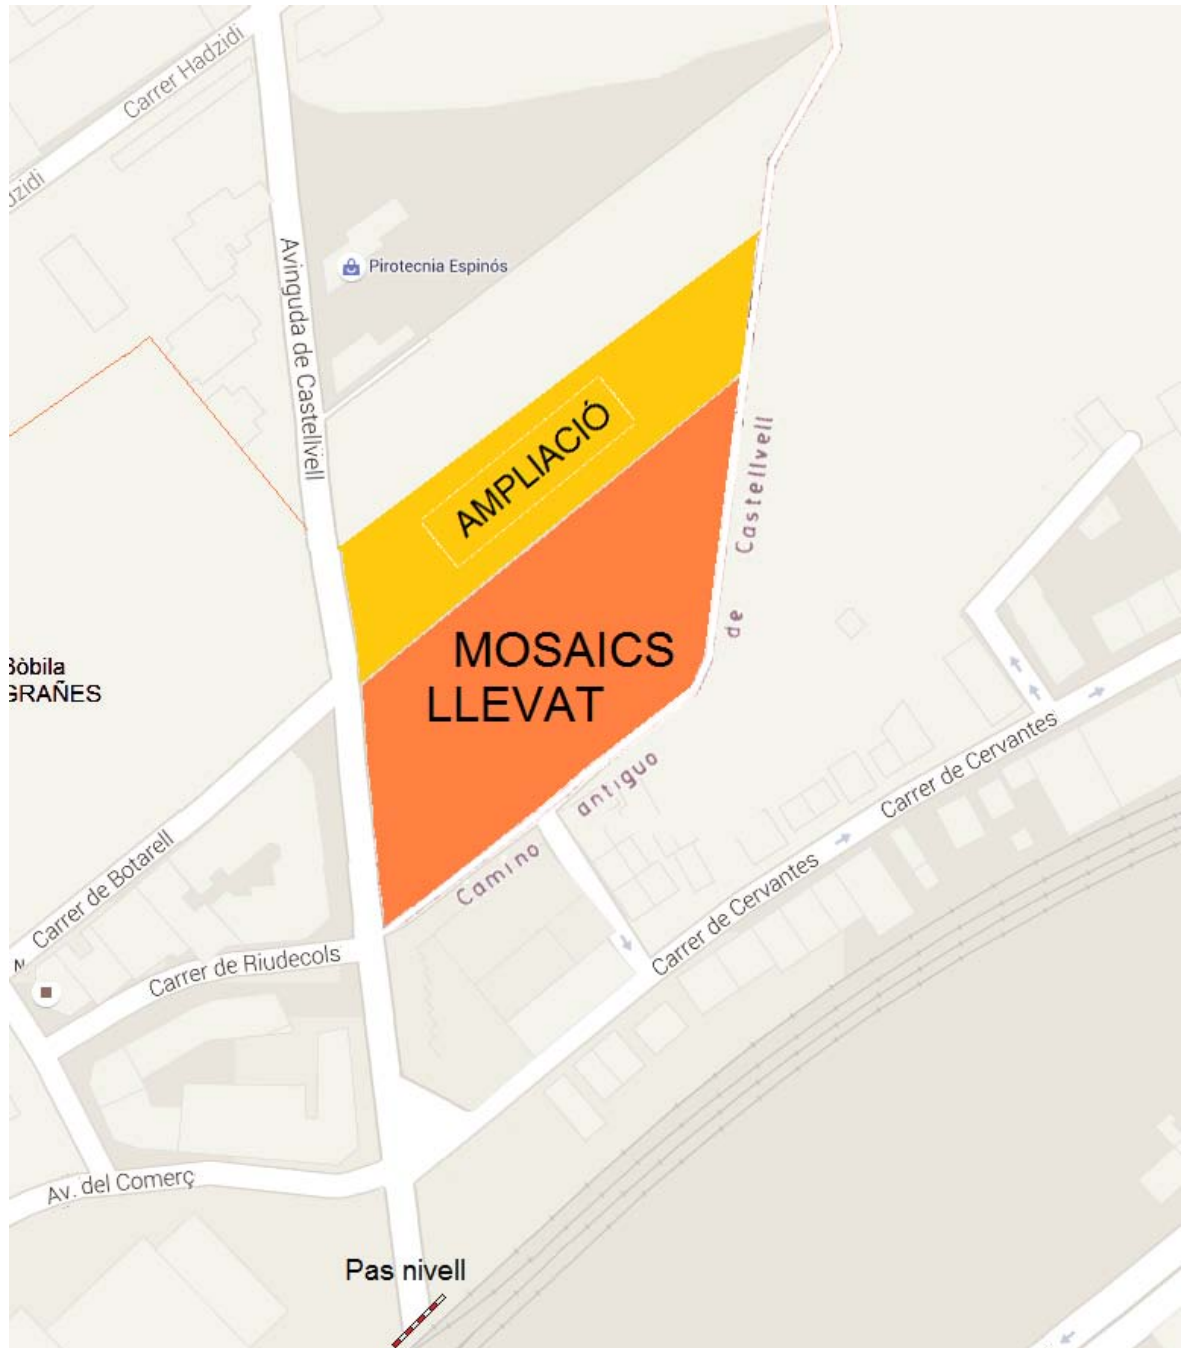 Carrer Hadzidi
dzidi
Avinguda de Castellvell
Pirotecnia Espinós
AMPLIACIÓ
MOSAICS
LLEVAT
de Castellvell
Camino antiguo
Bòbila
GRAÑES
Carrer de Botarell
Carrer de Cervantes
Carrer de Cervantes
N
Carrer de Riudecols
Av. del Comerç
Pas nivell